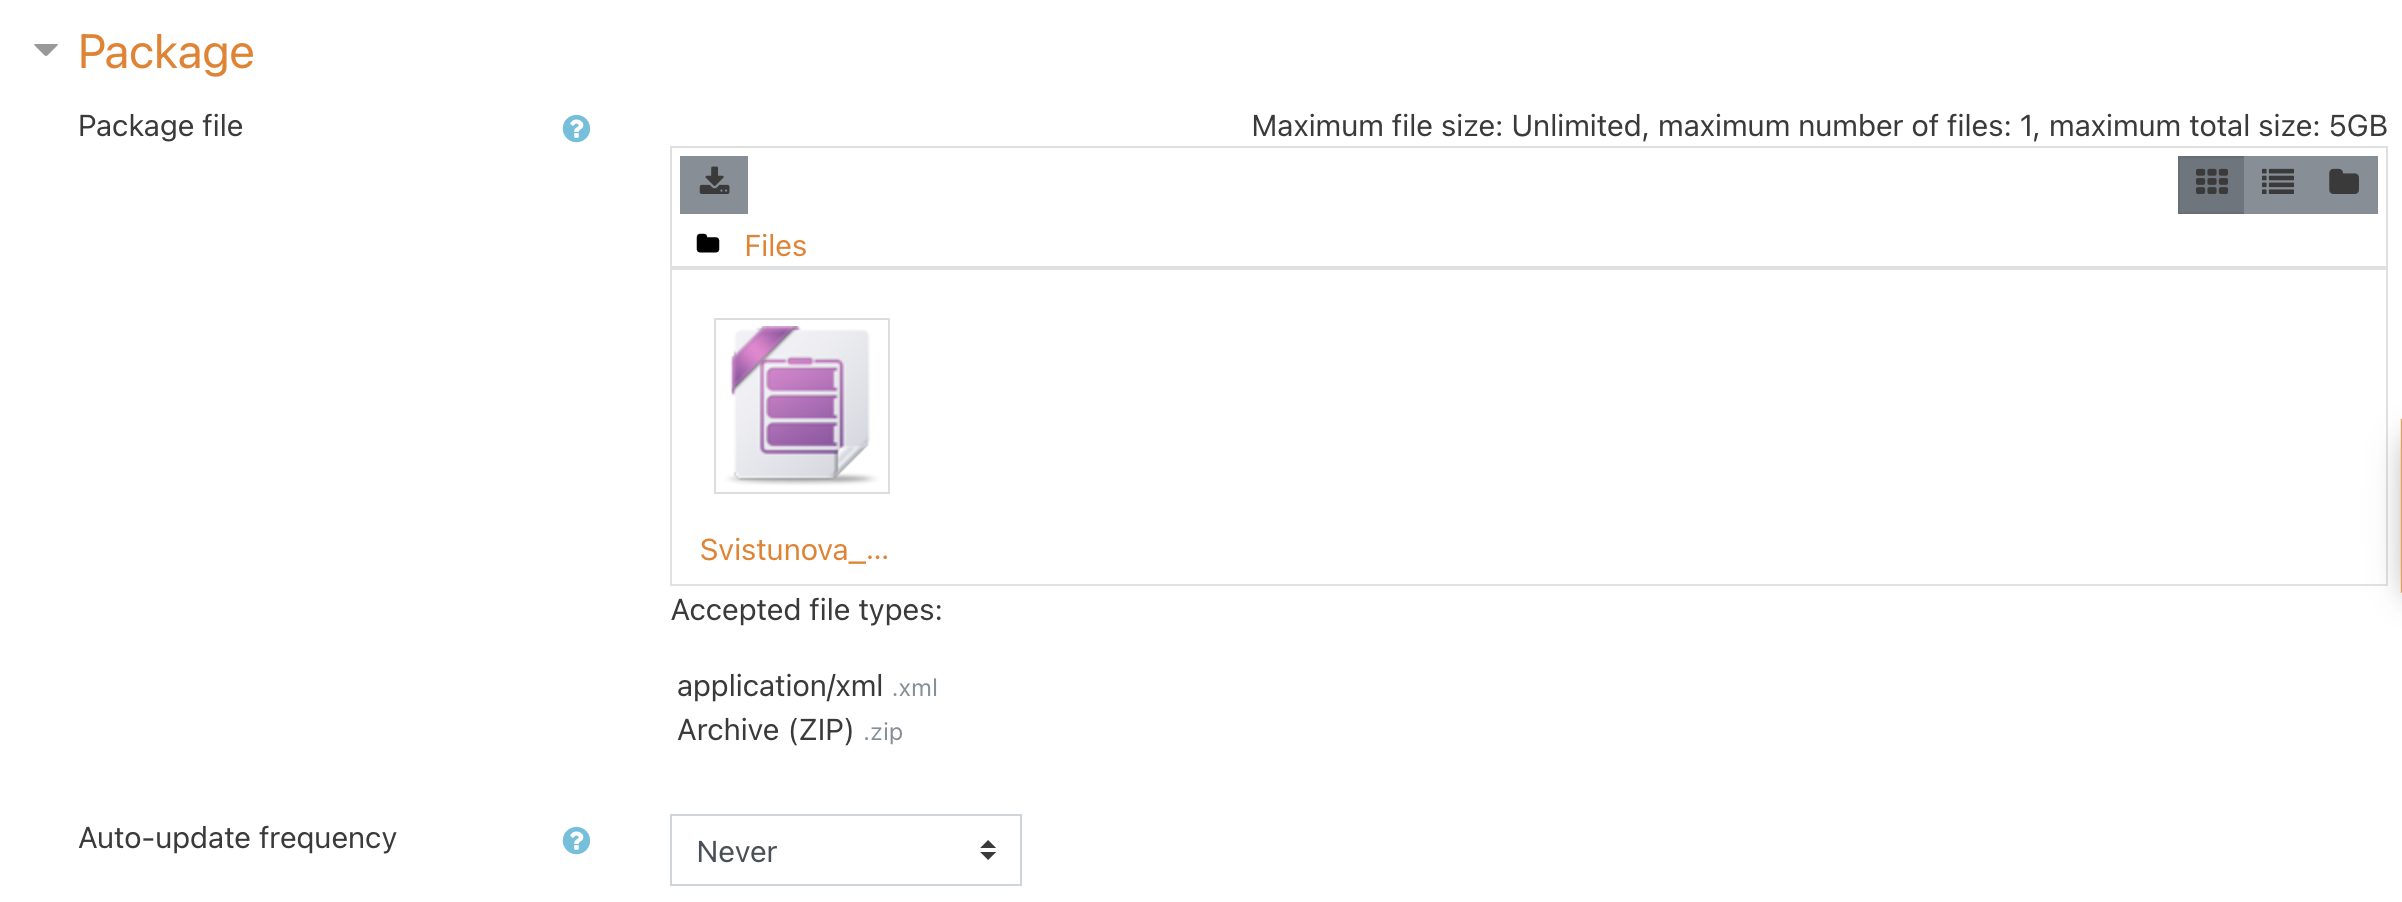 Package
Package file
Maximum file size: Unlimited, maximum number of files: 1, maximum total size: 5GB
Files
Svistunova_...
Accepted file types:
application/xml .xml
Archive (ZIP) .zip
Auto-update frequency
Never